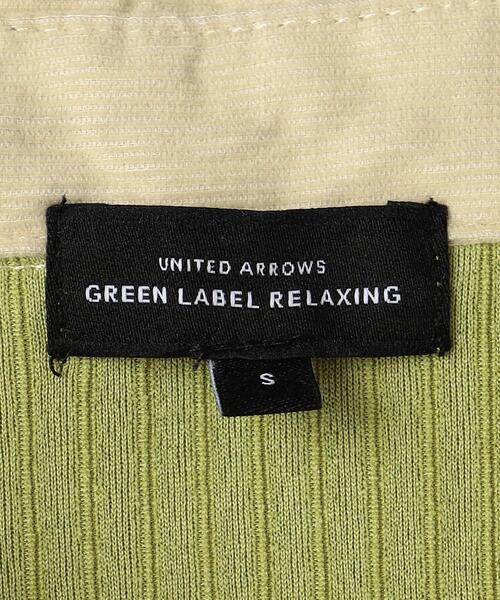 UNITED ARROWS
GREEN LABEL RELAXING
S